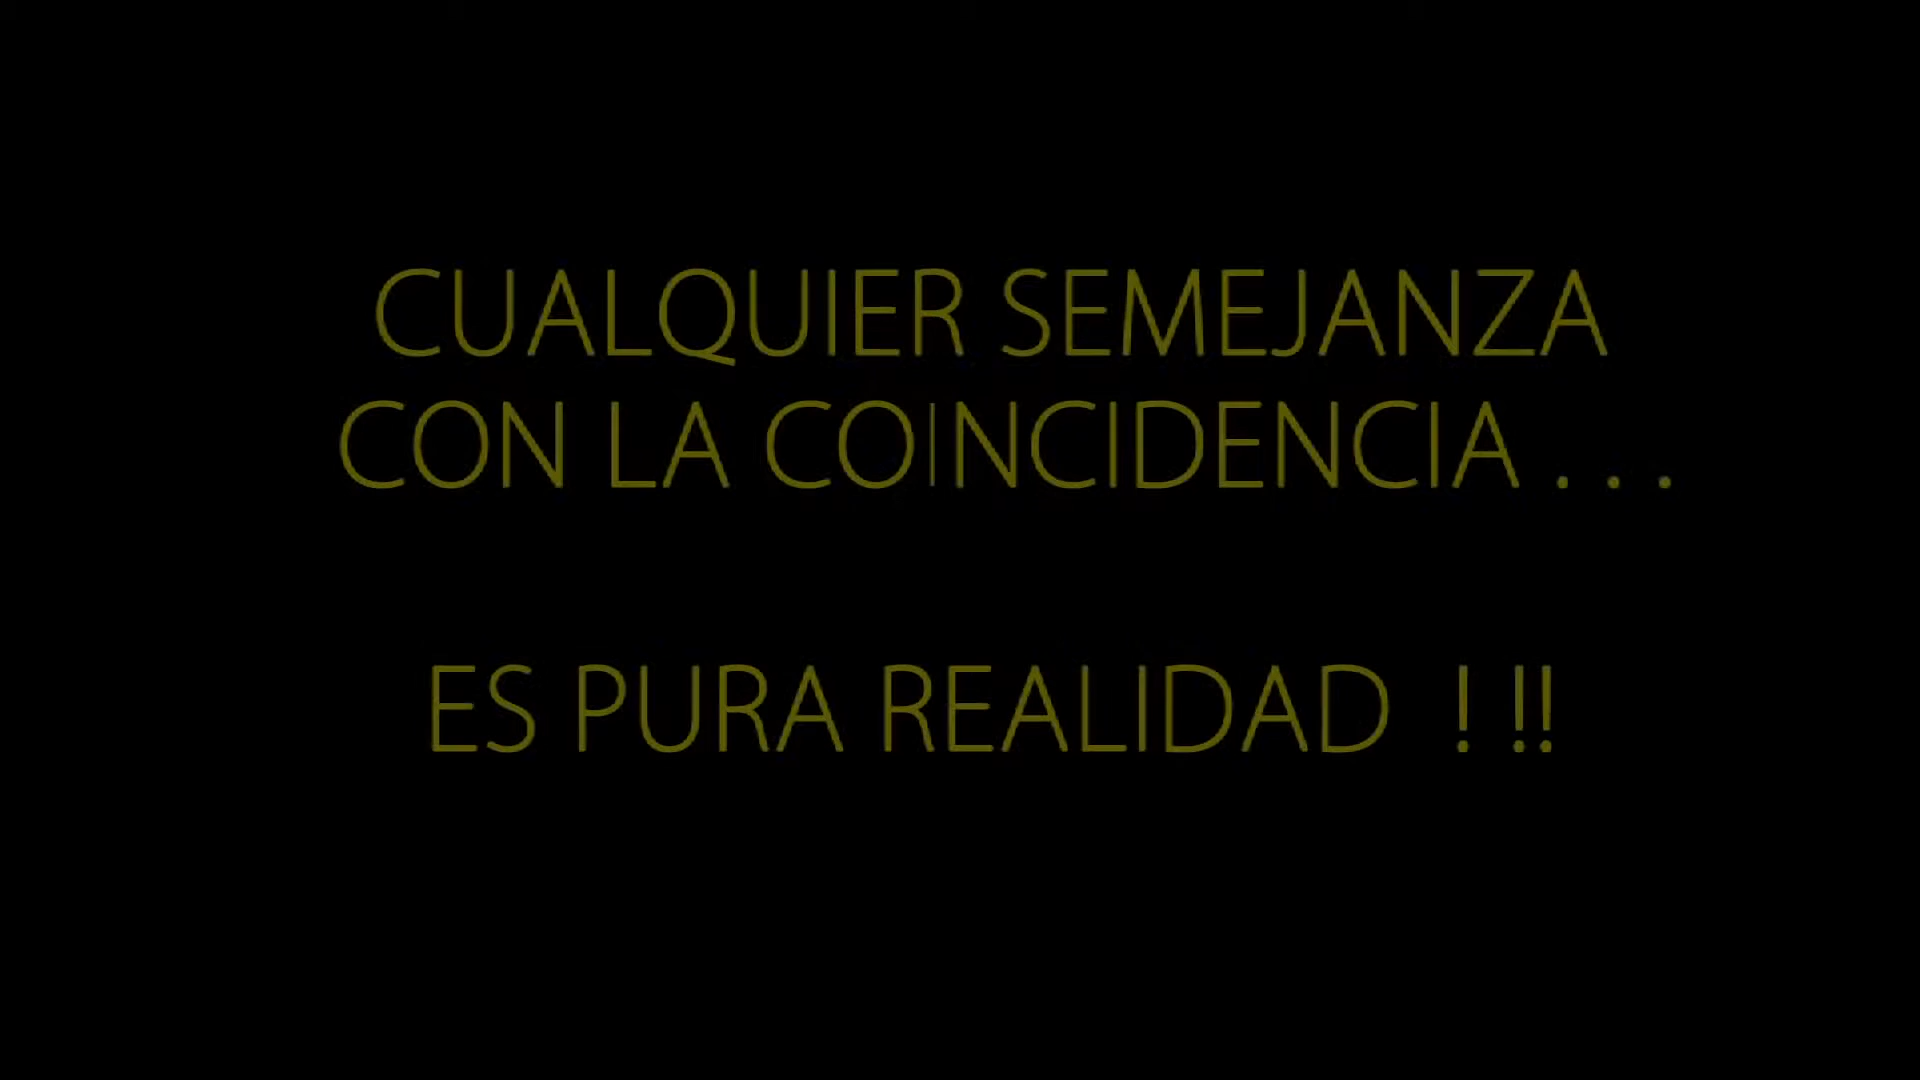 CUALQUIER SEMEJANZA
CON LA COINCIDENCIA . . .
ES PURA REALIDAD ! !!